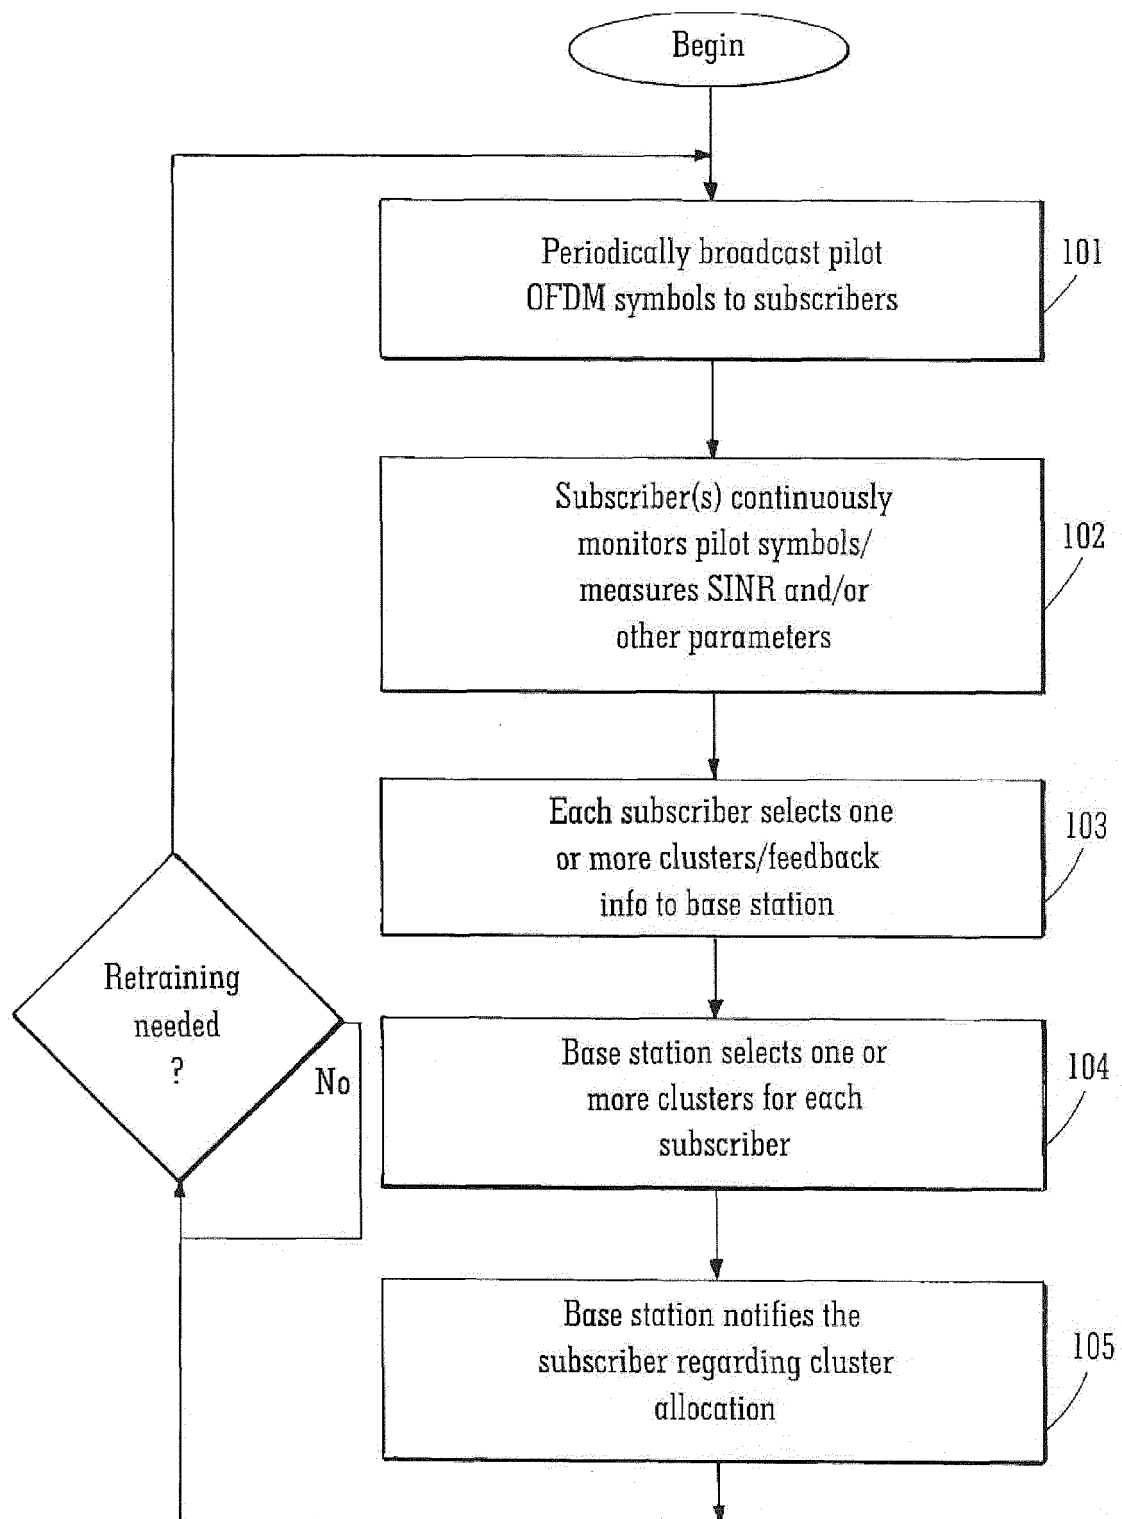 Begin
Periodically broadcast pilot
OFDM symbols to subscribers
101
Subscriber(s) continuously
monitors pilot symbols/
measures SINR and/or
other parameters
102
Each subscriber selects one
or more clusters/feedback
info to base station
103
Retraining
needed
?
No
Base station selects one or
more clusters for each
subscriber
104
Base station notifies the
subscriber regarding cluster
allocation
105